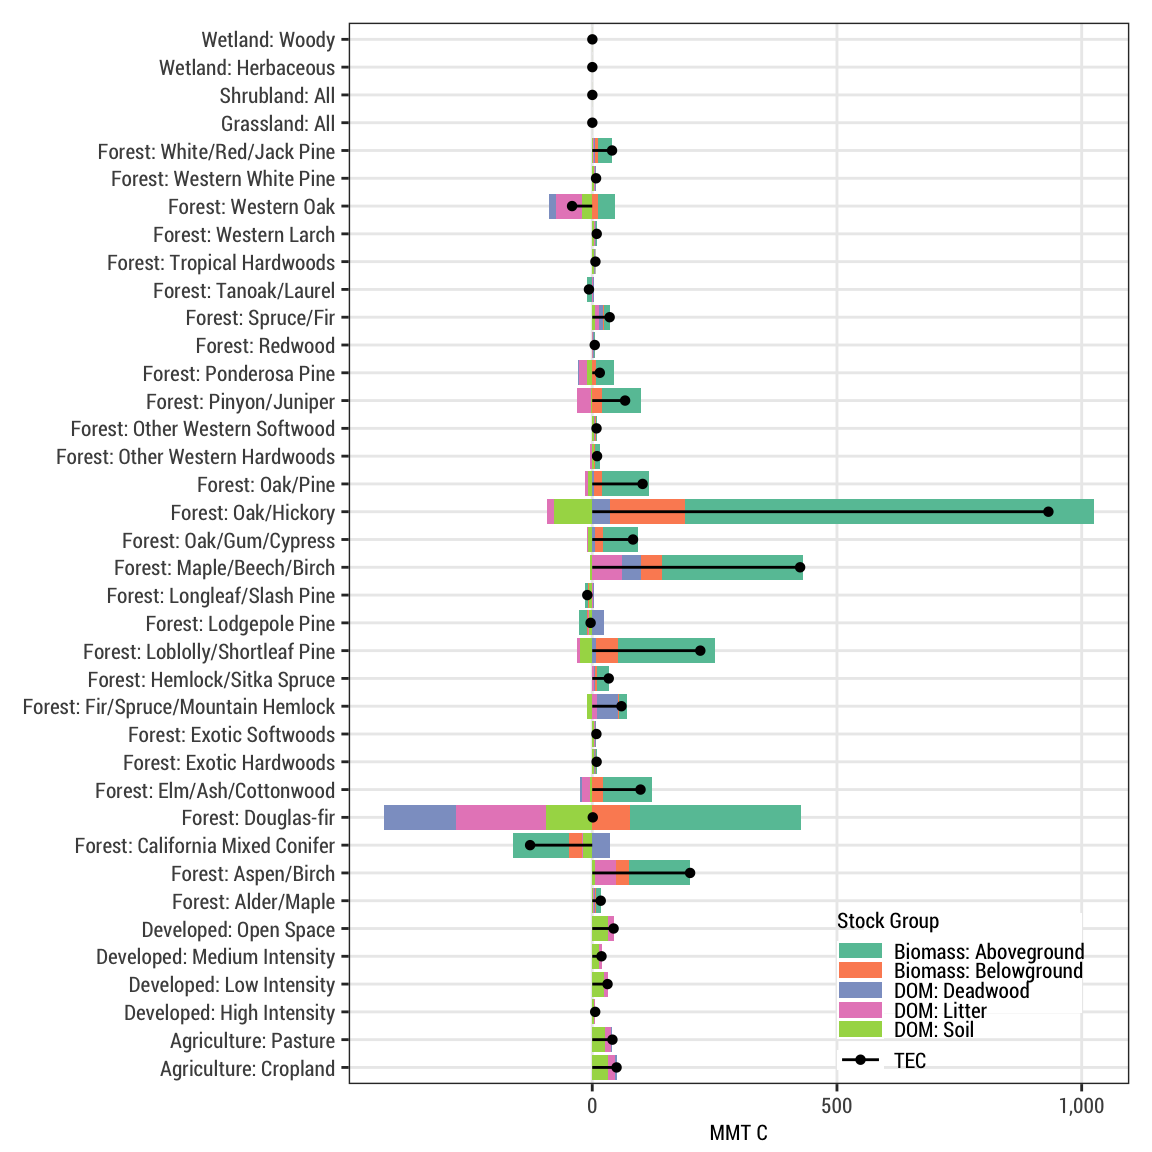 Wetland: Woody
Wetland: Herbaceous
Shrubland: All
Grassland: All
Forest: White/Red/Jack Pine
Forest: Western White Pine
Forest: Western Oak
Forest: Western Larch
Forest: Tropical Hardwoods
Forest: Tanoak/Laurel
Forest: Spruce/Fir
Forest: Redwood
Forest: Ponderosa Pine
Forest: Pinyon/Juniper
Forest: Other Western Softwood
Forest: Other Western Hardwoods
Forest: Oak/Pine
Forest: Oak/Hickory
Forest: Oak/Gum/Cypress
Forest: Maple/Beech/Birch
Forest: Longleaf/Slash Pine
Forest: Lodgepole Pine
Forest: Loblolly/Shortleaf Pine
Forest: Hemlock/Sitka Spruce
Forest: Fir/Spruce/Mountain Hemlock
Forest: Exotic Softwoods
Forest: Exotic Hardwoods
Forest: Elm/Ash/Cottonwood
Forest: Douglas-fir
Forest: California Mixed Conifer
Forest: Aspen/Birch
Forest: Alder/Maple
Developed: Open Space
Developed: Medium Intensity
Developed: Low Intensity
Developed: High Intensity
Agriculture: Pasture
Agriculture: Cropland
Stock Group
Biomass: Aboveground
Biomass: Belowground
DOM: Deadwood
DOM: Litter
DOM: Soil
TEC
0 500 1,000
MMT C